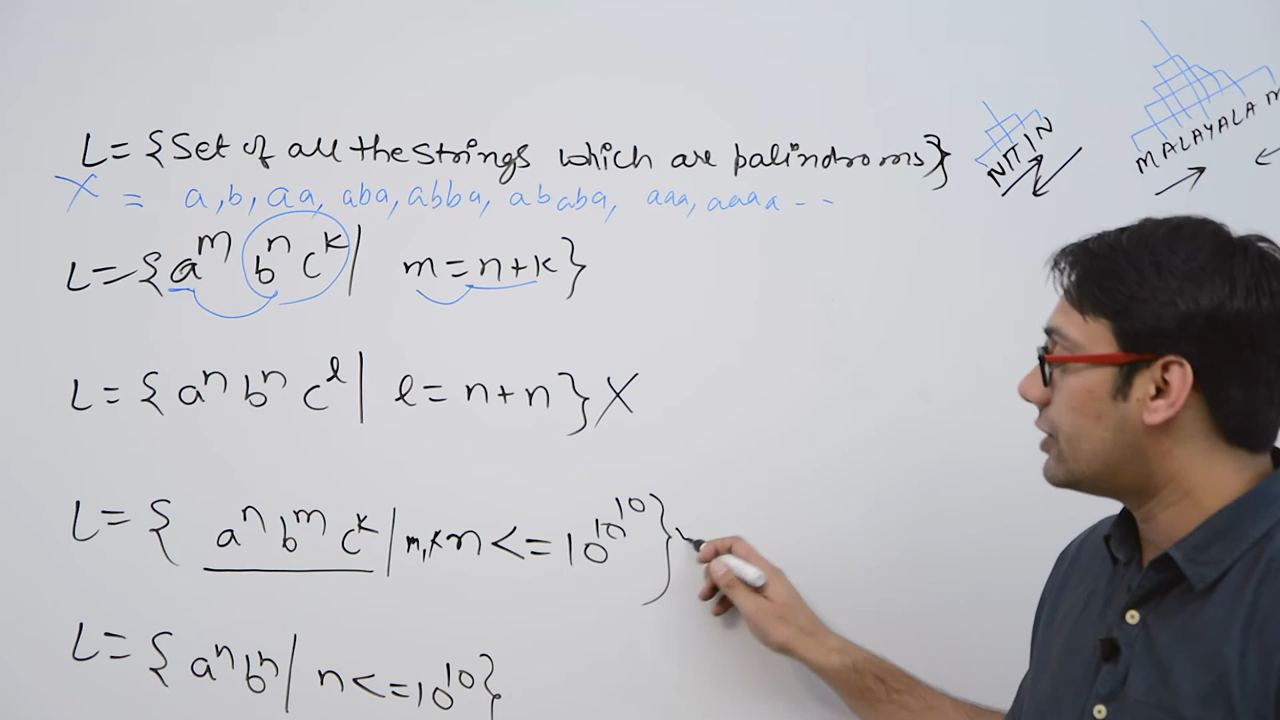 L = {Set of all the strings which are palindroms}
NITIN
MALAYALAM
X = a, b, aa, aba, abba, ababa, aaa, aaaa - -
L = {a^m b^n c^k | m = n + k}
L = {a^n b^n c^l | l = n + n} X
L = { a^n b^m c^k | m, k n <= 10^10^10 }
L = {a^n b^n | n <= 10^10}